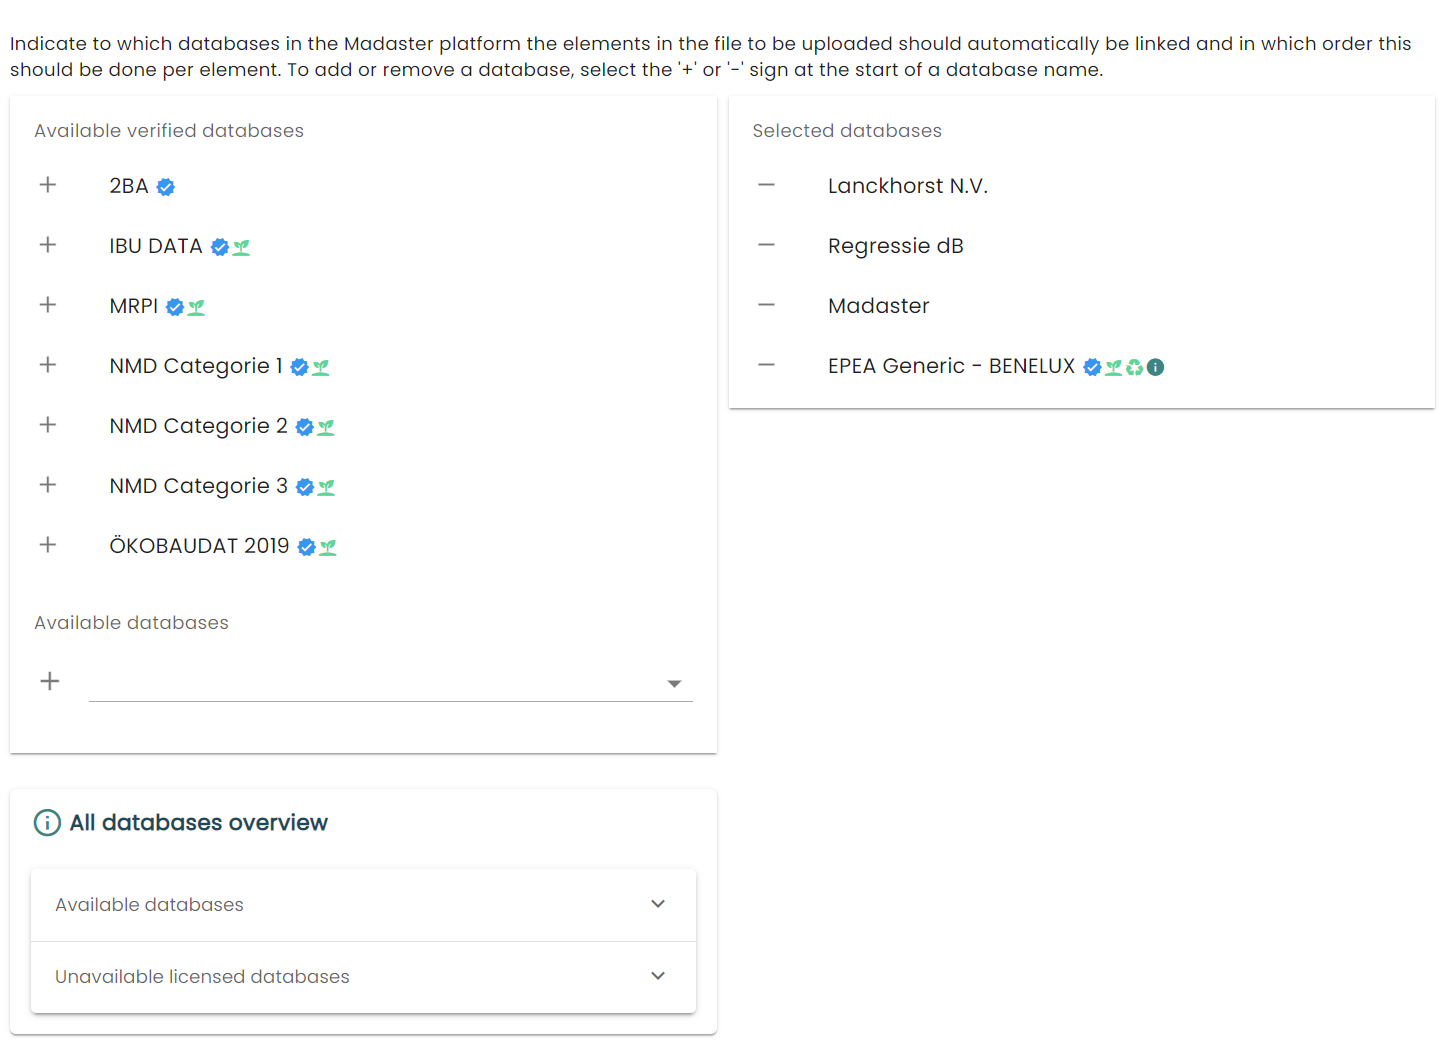 Indicate to which databases in the Madaster platform the elements in the file to be uploaded should automatically be linked and in which order this
should be done per element. To add or remove a database, select the '+' or '-' sign at the start of a database name.
Available verified databases
+ 2BA
+ IBU DATA
+ MRPI
+ NMD Categorie 1
+ NMD Categorie 2
+ NMD Categorie 3
+ ÖKOBAUDAT 2019
Available databases
+
Selected databases
− Lanckhorst N.V.
− Regressie dB
− Madaster
− EPEA Generic - BENELUX
All databases overview
Available databases
Unavailable licensed databases